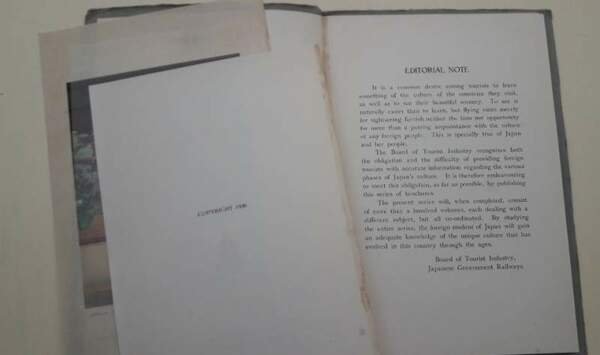 COPYRIGHT 1936
EDITORIAL NOTE
It is a common desire among tourists to learn
something of the culture of the countries they visit,
as well as to see their beautiful scenery. To see is
naturally easier than to learn, but flying visits merely
for sightseeing furnish neither the time nor opportunity
for more than a passing acquaintance with the culture
of any foreign people. This is specially true of Japan
and her people.
The Board of Tourist Industry recognizes both
the obligation and the difficulty of providing foreign
tourists with accurate information regarding the various
phases of Japan's culture. It is therefore endeavouring
to meet this obligation, as far as possible, by publishing
this series of brochures.
The present series will, when completed, consist
of more than a hundred volumes, each dealing with a
different subject, but all co-ordinated. By studying
the entire series, the foreign student of Japan will gain
an adequate knowledge of the unique culture that has
evolved in this country through the ages.
Board of Tourist Industry,
Japanese Government Railways